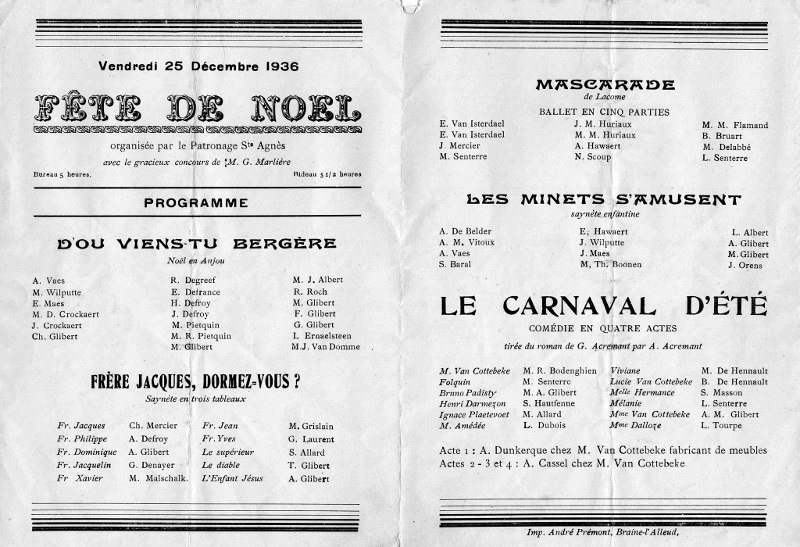 Vendredi 25 Décembre 1936
FÊTE DE NOEL
organisée par le Patronage Ste Agnès
avec le gracieux concours de M. G. Marlière
Bureau 5 heures. Rideau 5 1/2 heures
PROGRAMME
D'OU VIENS-TU BERGÈRE
Noël en Anjou
A. Vaes R. Degreef M. J. Albert
M. Wilputte E. Defrance R. Roch
E. Maes H. Defroy M. Glibert
M. D. Crockaert J. Defroy F. Glibert
J. Crockaert M. Pietquin G. Glibert
Ch. Glibert M. R. Pietquin L. Ernaelsteen
M. Glibert M.J. Van Domme
FRÈRE JACQUES, DORMEZ-VOUS ?
Saynète en trois tableaux
Fr. Jacques Ch. Mercier Fr. Jean M. Grislain
Fr. Philippe A. Defroy Fr. Yves G. Laurent
Fr. Dominique A. Glibert Le supérieur S. Allard
Fr. Jacquelin G. Denayer Le diable T. Glibert
Fr. Xavier M. Malschalk. L'Enfant Jésus A. Glibert
MASCARADE
de Lacome
BALLET EN CINQ PARTIES
E. Van Isterdael J. M. Huriaux M. M. Flamand
E. Van Isterdael M. M. Huriaux B. Bruart
J. Mercier A. Hawaert M. Delabbé
M. Senterre N. Scoup L. Senterre
LES MINETS S'AMUSENT
saynète enfantine
A. De Belder E. Hawaert L. Albert
A. M. Vitoux J. Wilputte A. Glibert
A. Vaes J. Maes M. Glibert
S. Baral M, Th. Boonen J. Orens
LE CARNAVAL D'ÉTÉ
COMÉDIE EN QUATRE ACTES
tirée du roman de G. Acremant par A. Acremant
M. Van Cottebeke M. R. Bodenghien Viviane M. De Hennault
Folquin M. Senterre Lucie Van Cottebeke B. De Hennault
Bruno Padisty M. A. Glibert Melle Hermance S. Masson
Henri Darmezon S. Hautfenne Mélanie L. Senterre
Ignace Plaetevoet M. Allard Mme Van Cottebeke A. M. Glibert
M. Amédée L. Dubois Mme Dalloze L. Tourpe
Acte 1 : A. Dunkerque chez M. Van Cottebeke fabricant de meubles
Actes 2 - 3 et 4 : A. Cassel chez M. Van Cottebeke
Imp. André Prémont, Braine-l'Alleud,